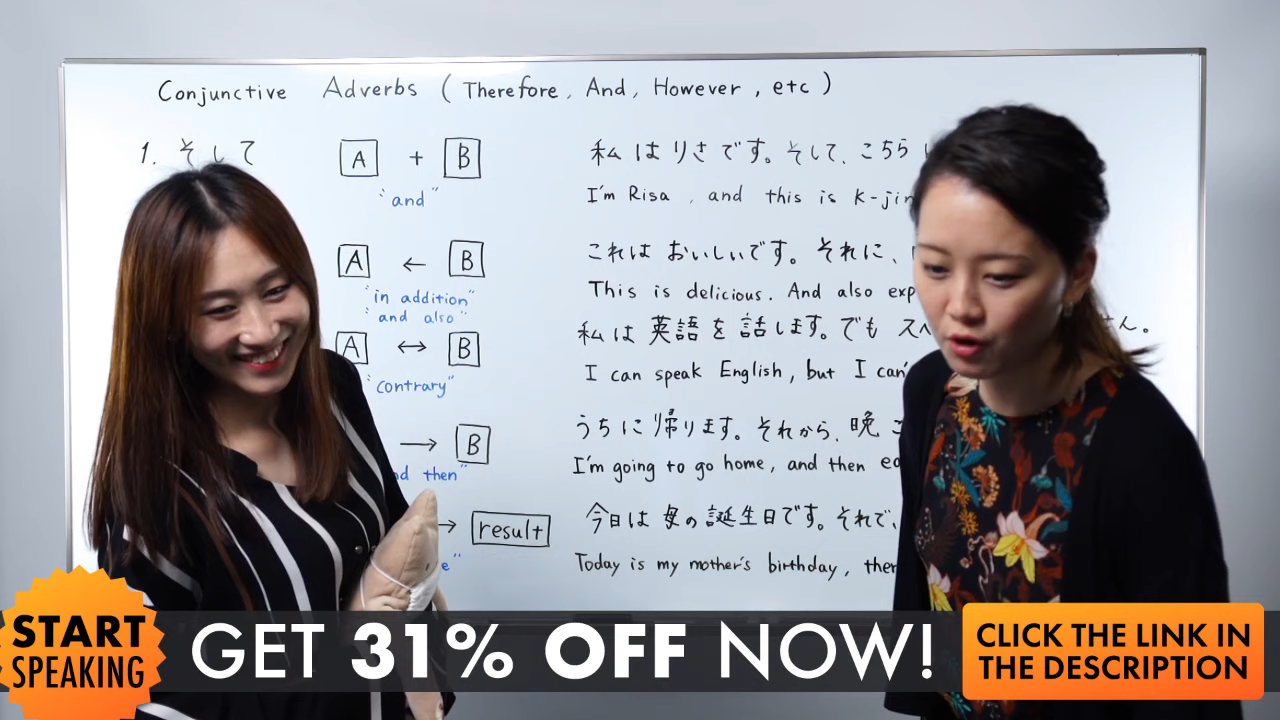 Conjunctive Adverbs ( Therefore, And, However, etc )
1. そして
A + B
"and"
私はりさです。そして、こちら
I'm Risa, and this is K-jin
A ← B
"in addition"
"and also"
これはおいしいです。それに、
This is delicious. And also exp
A ↔ B
"contrary"
私は英語を話します。でもスペ ん。
I can speak English, but I can'
→ B
nd then"
うちに帰ります。それから、晩ご
I'm going to go home, and then ea
→ result
e"
今日は母の誕生日です。それで、
Today is my mother's birthday, ther
START
SPEAKING
GET 31% OFF NOW!
CLICK THE LINK IN
THE DESCRIPTION